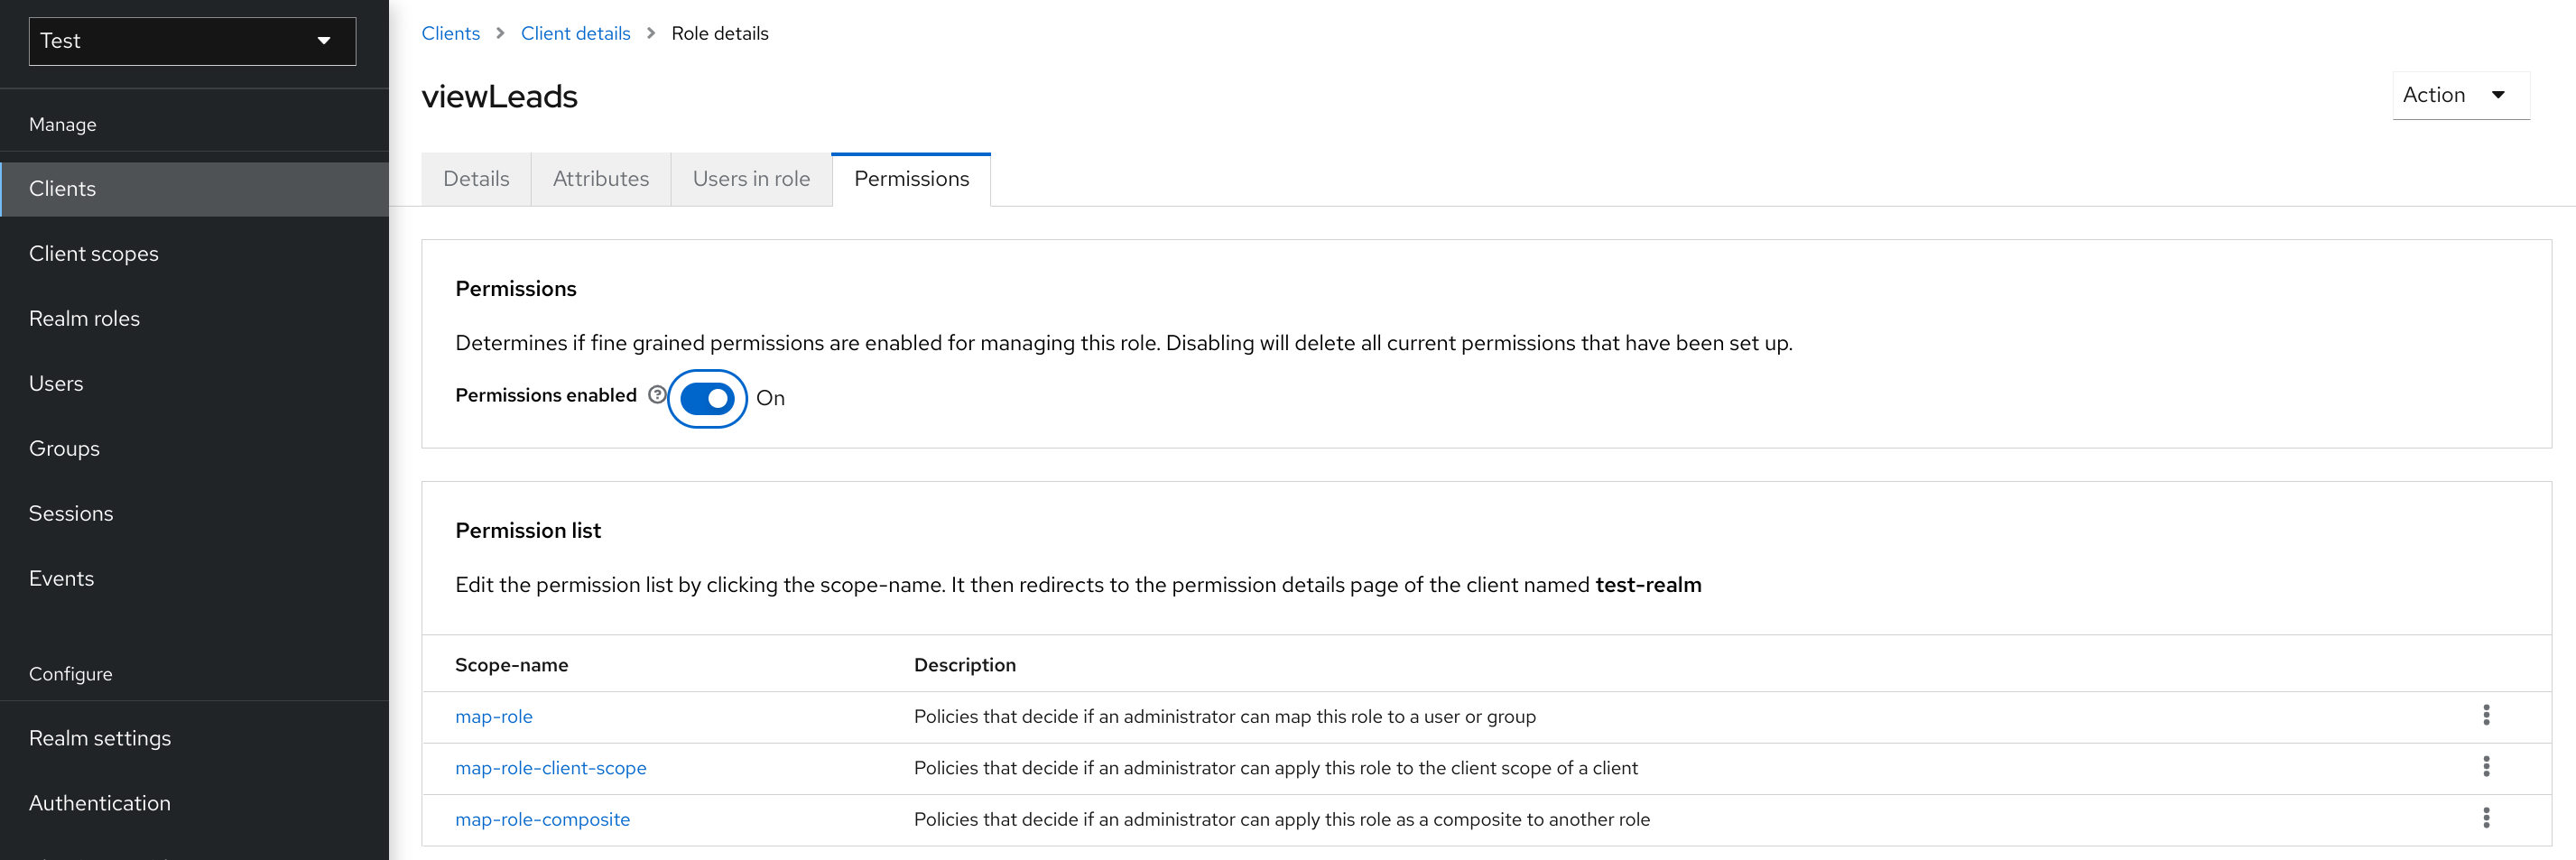 Test
Manage
Clients
Client scopes
Realm roles
Users
Groups
Sessions
Events
Configure
Realm settings
Authentication
Clients > Client details > Role details
viewLeads
Action
Details Attributes Users in role Permissions
Permissions
Determines if fine grained permissions are enabled for managing this role. Disabling will delete all current permissions that have been set up.
Permissions enabled ? On
Permission list
Edit the permission list by clicking the scope-name. It then redirects to the permission details page of the client named test-realm
Scope-name Description
map-role Policies that decide if an administrator can map this role to a user or group
map-role-client-scope Policies that decide if an administrator can apply this role to the client scope of a client
map-role-composite Policies that decide if an administrator can apply this role as a composite to another role